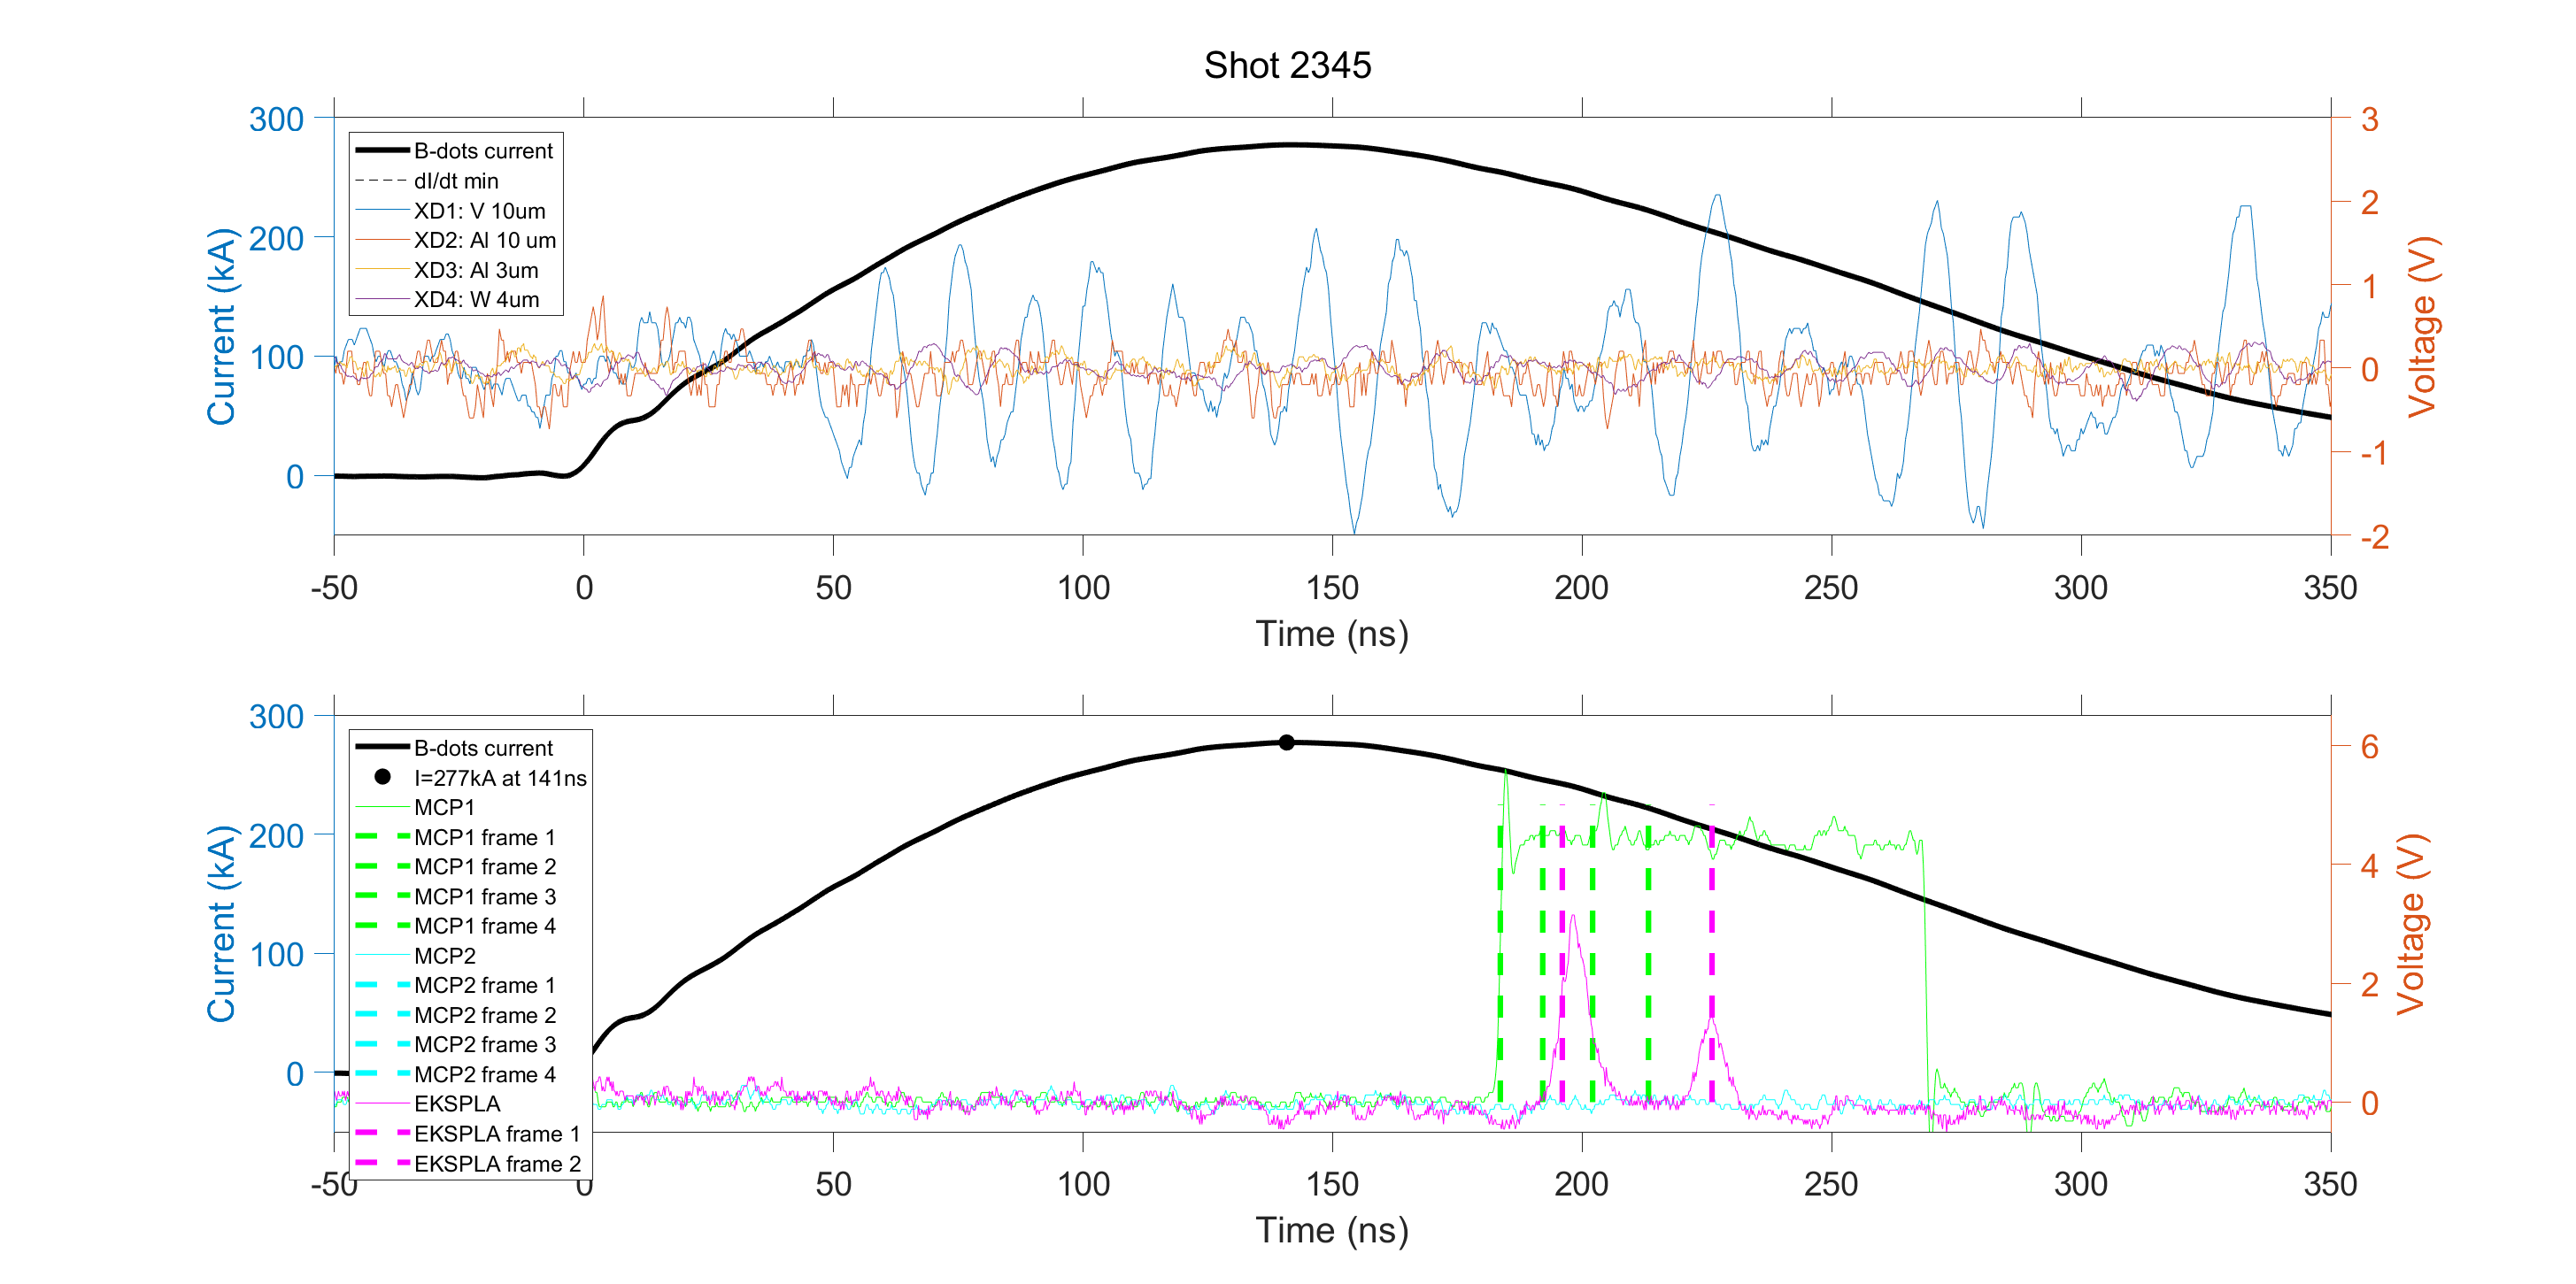 Shot 2345
300
200
100
0
Current (kA)
B-dots current
dI/dt min
XD1: V 10um
XD2: Al 10 um
XD3: Al 3um
XD4: W 4um
3
2
1
0
-1
-2
Voltage (V)
-50 0 50 100 150 200 250 300 350
Time (ns)
300
200
100
0
Current (kA)
B-dots current
I=277kA at 141ns
MCP1
MCP1 frame 1
MCP1 frame 2
MCP1 frame 3
MCP1 frame 4
MCP2
MCP2 frame 1
MCP2 frame 2
MCP2 frame 3
MCP2 frame 4
EKSPLA
EKSPLA frame 1
EKSPLA frame 2
6
4
2
0
Voltage (V)
-50 0 50 100 150 200 250 300 350
Time (ns)